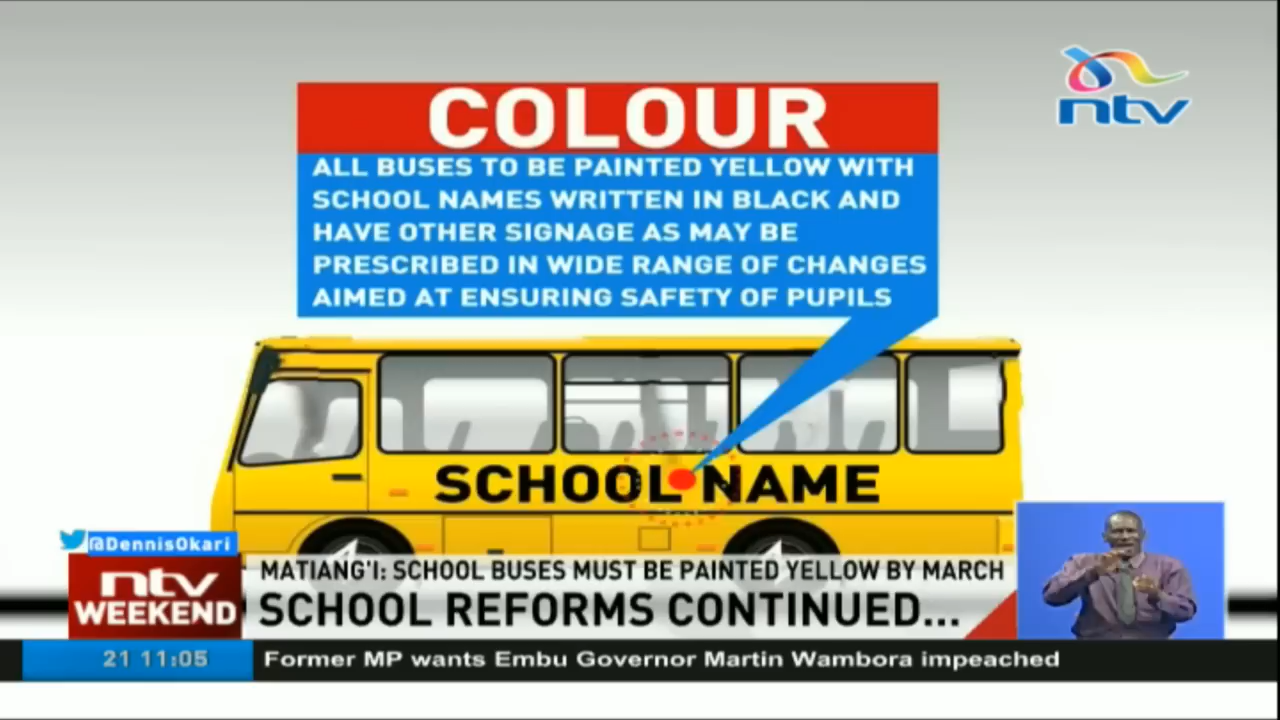 ntv
COLOUR
ALL BUSES TO BE PAINTED YELLOW WITH
SCHOOL NAMES WRITTEN IN BLACK AND
HAVE OTHER SIGNAGE AS MAY BE
PRESCRIBED IN WIDE RANGE OF CHANGES
AIMED AT ENSURING SAFETY OF PUPILS
SCHOOL NAME
@DennisOkari
ntv
WEEKEND
MATIANG'I: SCHOOL BUSES MUST BE PAINTED YELLOW BY MARCH
SCHOOL REFORMS CONTINUED...
21 11:05
Former MP wants Embu Governor Martin Wambora impeached